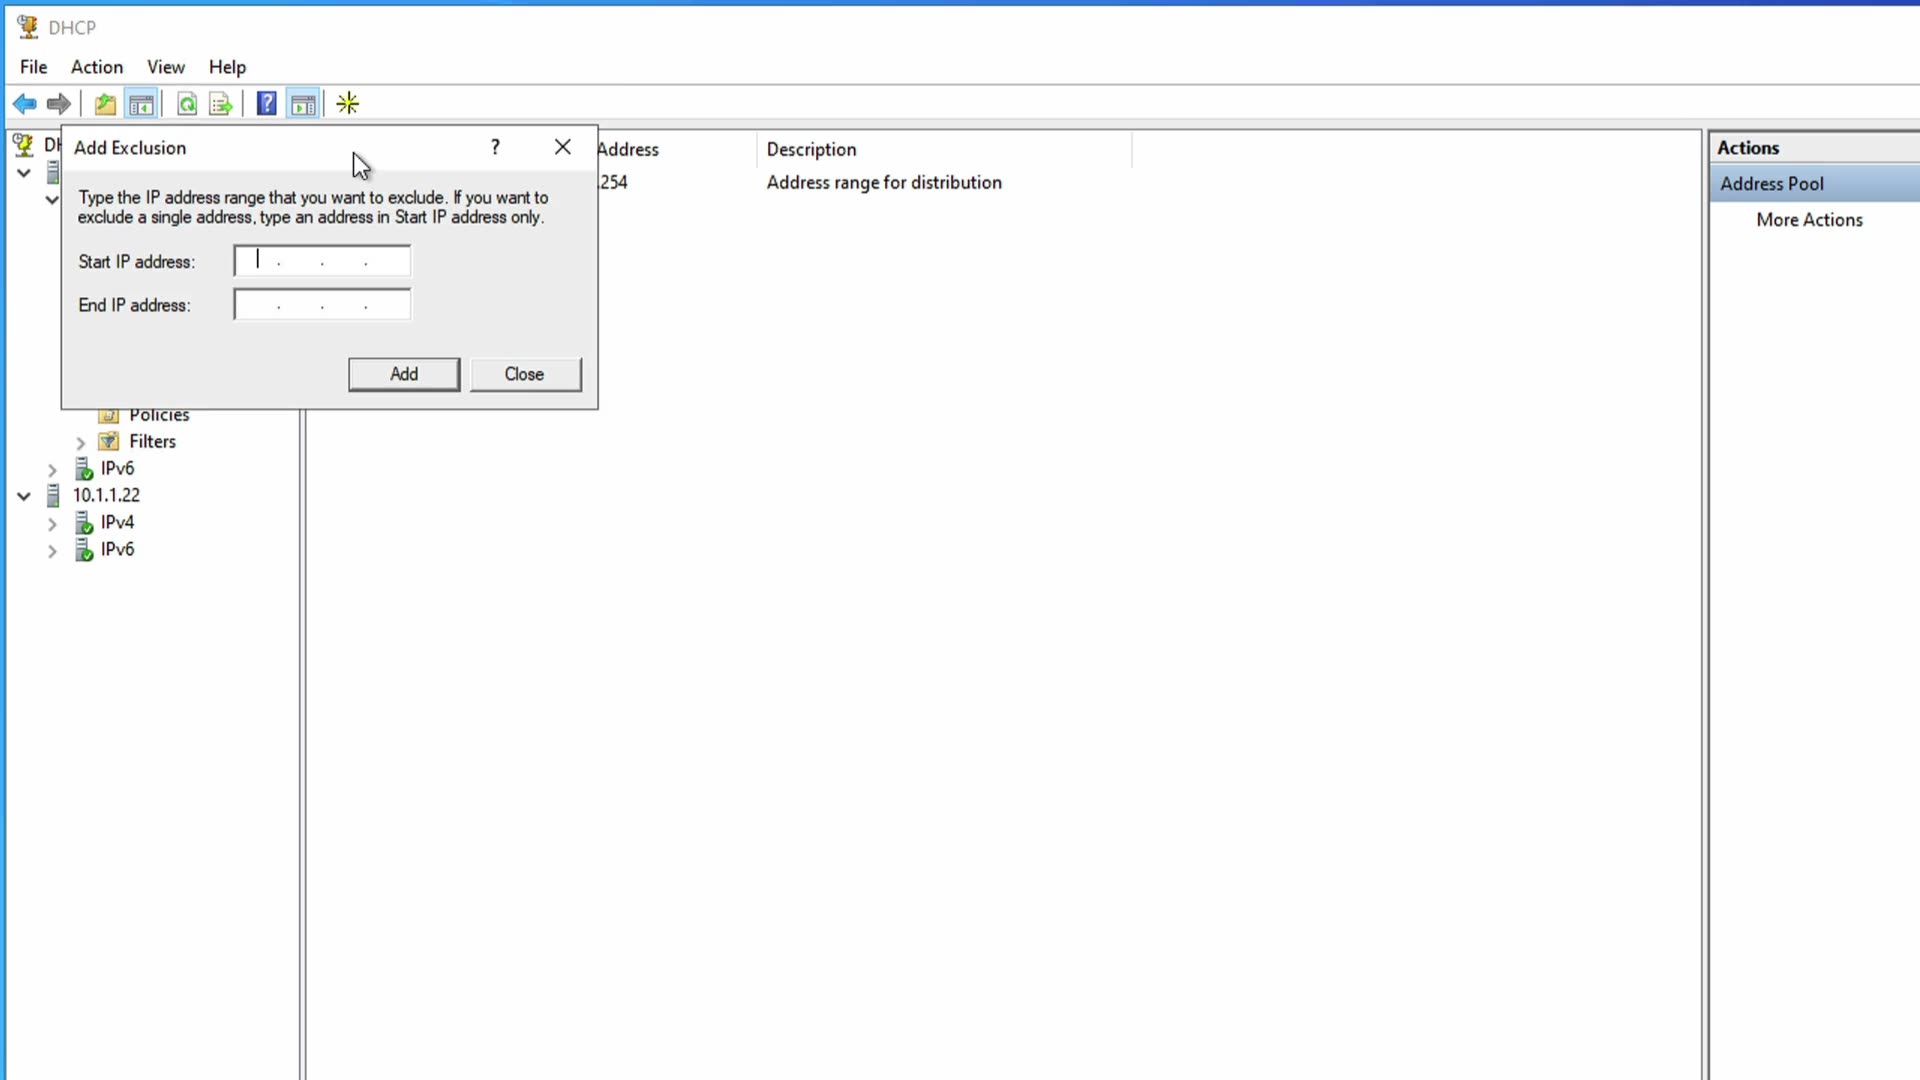 DHCP
File Action View Help
Add Exclusion ?
Type the IP address range that you want to exclude. If you want to
exclude a single address, type an address in Start IP address only.
Start IP address: . . .
End IP address: . . .
Add Close
Address Description
.254 Address range for distribution
Policies
Filters
IPv6
10.1.1.22
IPv4
IPv6
Actions
Address Pool
More Actions